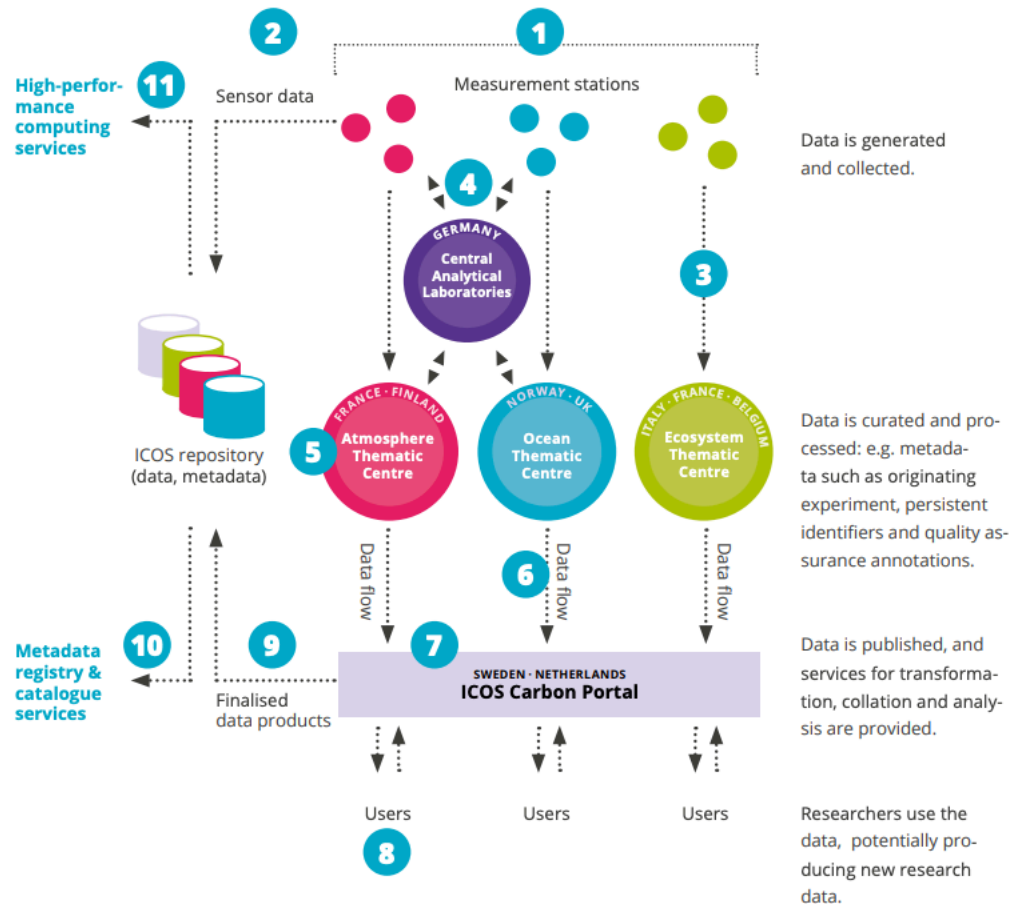 2
1
11
High-perfor-
mance
computing
services
Sensor data
Measurement stations
Data is generated
and collected.
4
GERMANY
Central
Analytical
Laboratories
3
ICOS repository
(data, metadata)
5
FRANCE · FINLAND
Atmosphere
Thematic
Centre
NORWAY · UK
Ocean
Thematic
Centre
ITALY · FRANCE · BELGIUM
Ecosystem
Thematic
Centre
Data is curated and pro-
cessed: e.g. metada-
ta such as originating
experiment, persistent
identifiers and quality as-
surance annotations.
Data flow
6
Data flow
Data flow
10
9
7
Metadata
registry &
catalogue
services
Finalised
data products
SWEDEN · NETHERLANDS
ICOS Carbon Portal
Data is published, and
services for transforma-
tion, collation and analy-
sis are provided.
Users
Users
Users
8
Researchers use the
data, potentially pro-
ducing new research
data.